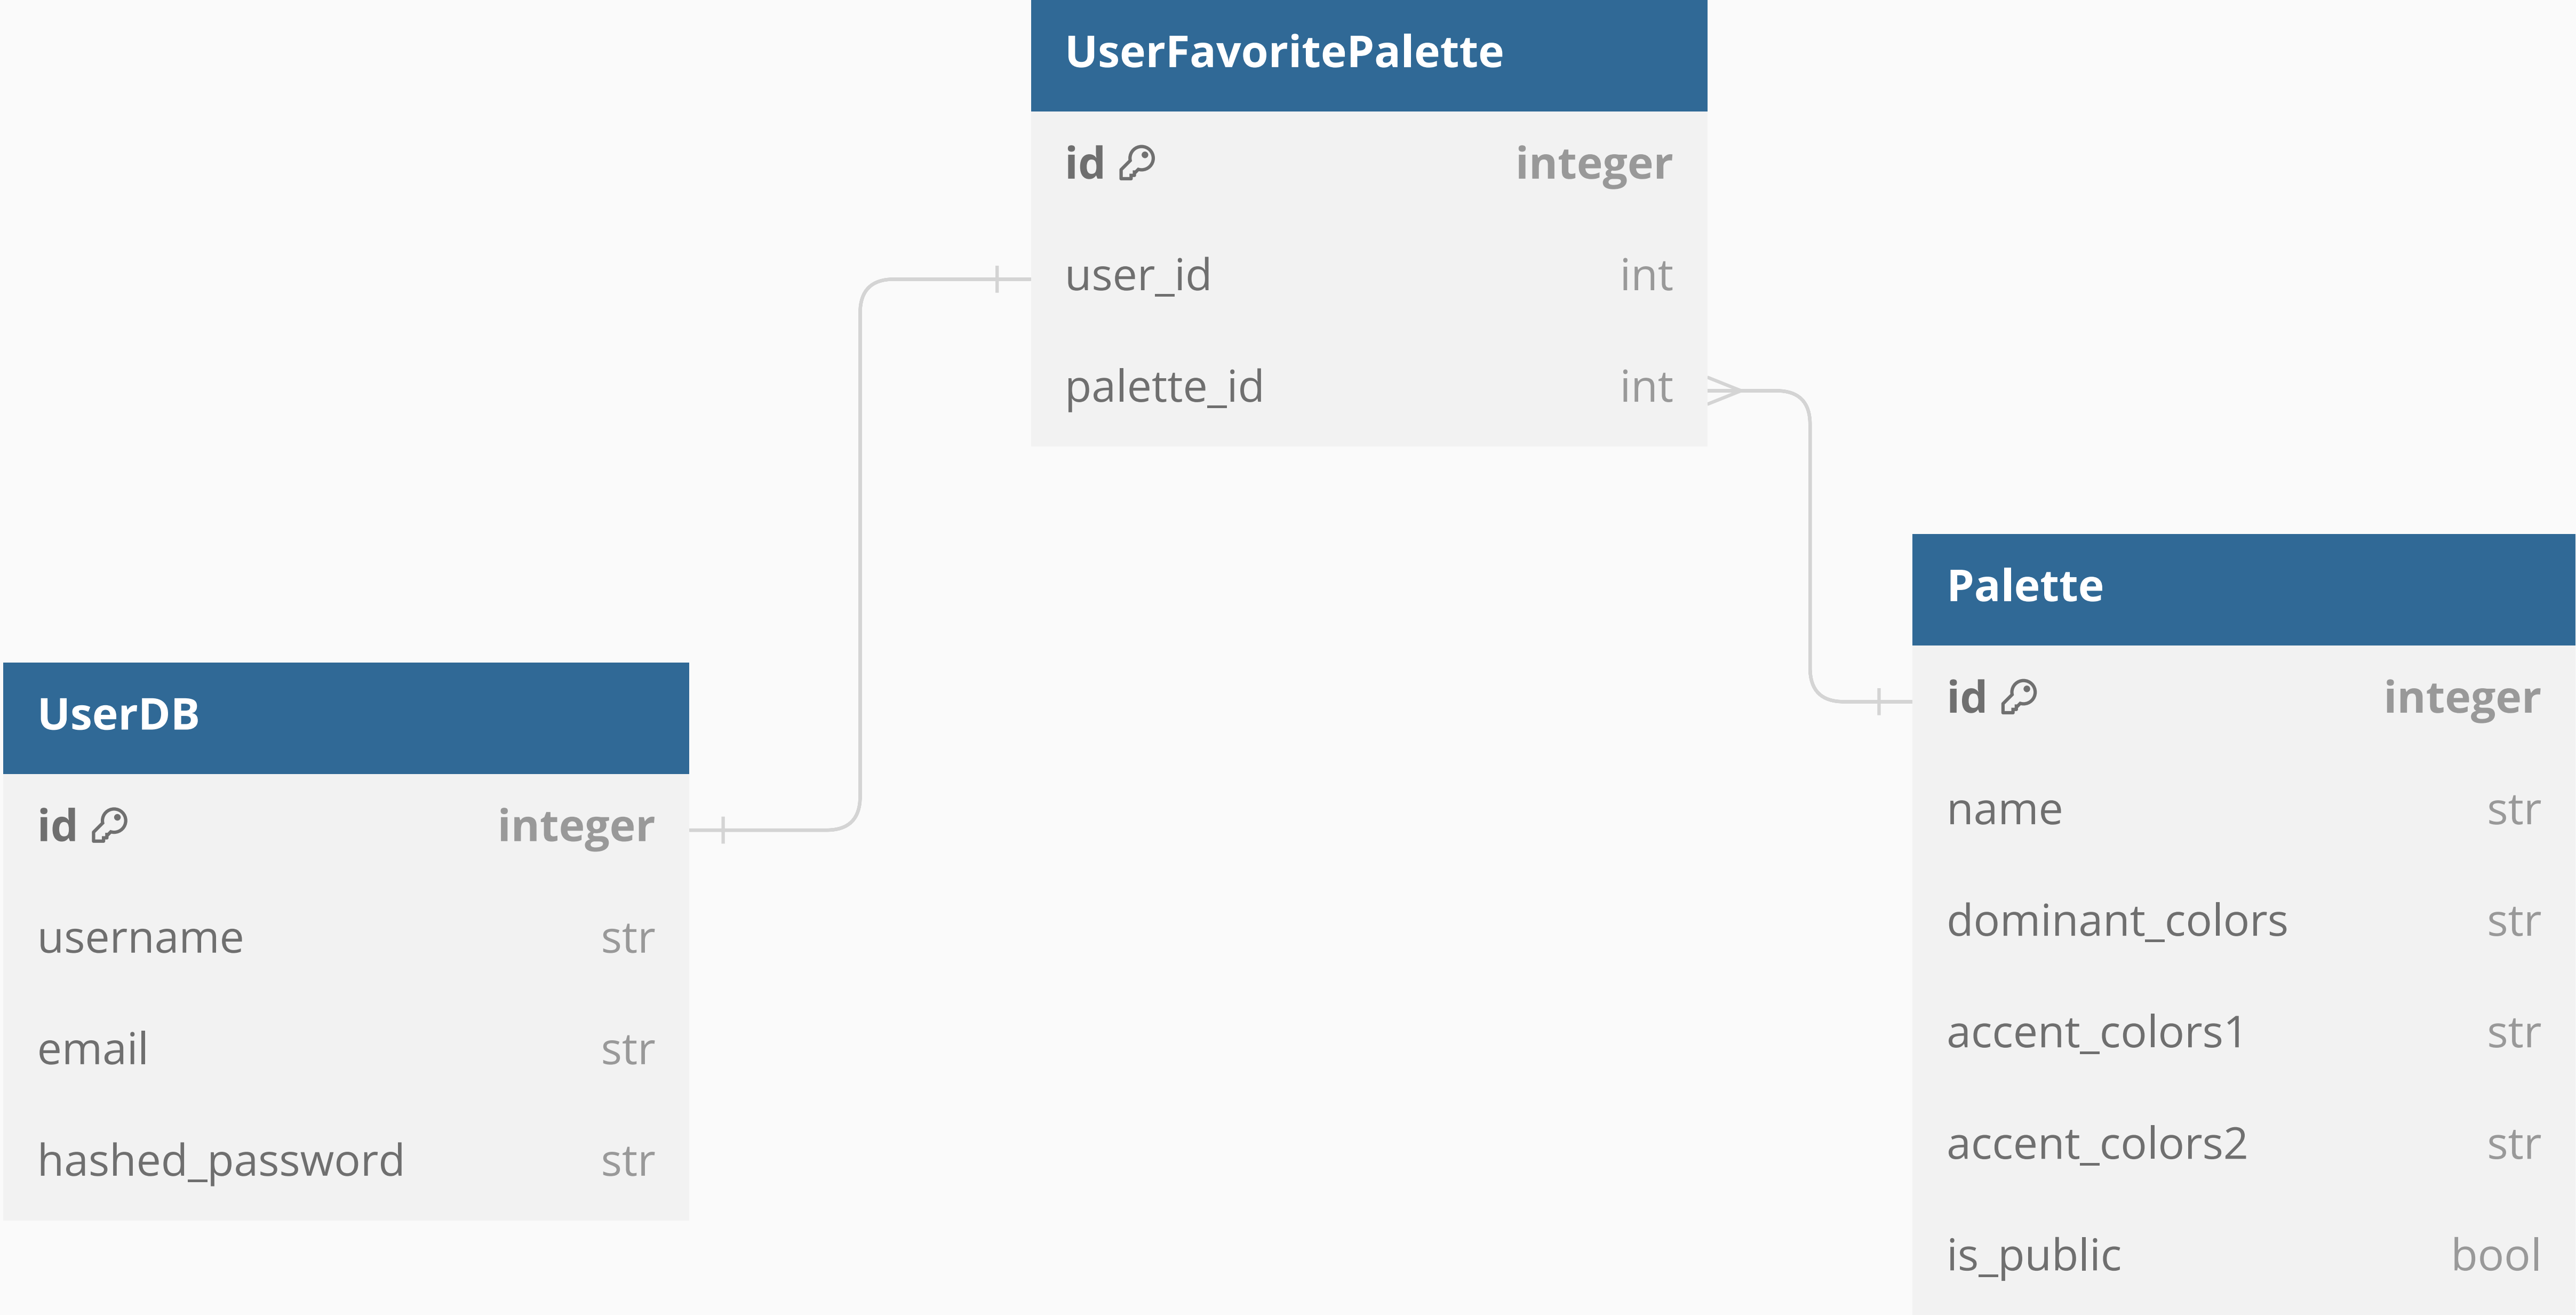 UserFavoritePalette
id integer
user_id int
palette_id int
UserDB
id integer
username str
email str
hashed_password str
Palette
id integer
name str
dominant_colors str
accent_colors1 str
accent_colors2 str
is_public bool